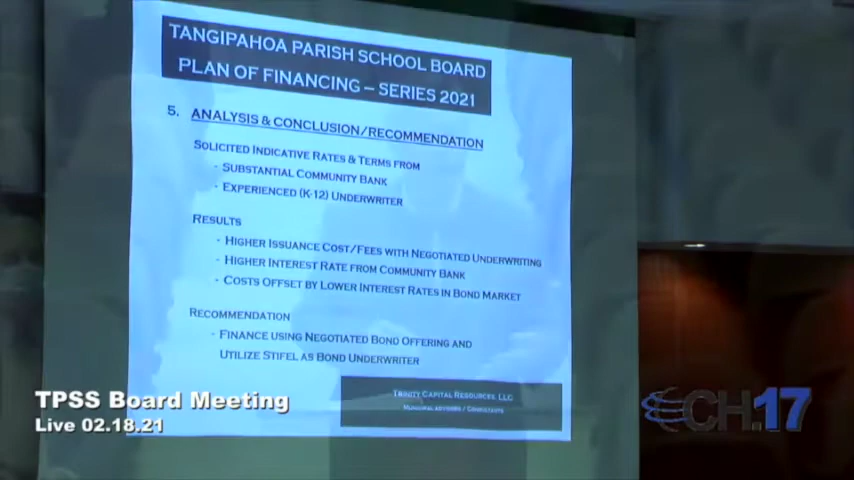 TANGIPAHOA PARISH SCHOOL BOARD
PLAN OF FINANCING – SERIES 2021
5. ANALYSIS & CONCLUSION/RECOMMENDATION
SOLICITED INDICATIVE RATES & TERMS FROM
- SUBSTANTIAL COMMUNITY BANK
- EXPERIENCED (K-12) UNDERWRITER
RESULTS
- HIGHER ISSUANCE COST/FEES WITH NEGOTIATED UNDERWRITING
- HIGHER INTEREST RATE FROM COMMUNITY BANK
- COSTS OFFSET BY LOWER INTEREST RATES IN BOND MARKET
RECOMMENDATION
- FINANCE USING NEGOTIATED BOND OFFERING AND
UTILIZE STIFEL AS BOND UNDERWRITER
TRINITY CAPITAL RESOURCES, LLC
MUNICIPAL ADVISORS / CONSULTANTS
TPSS Board Meeting
Live 02.18.21
CH.17